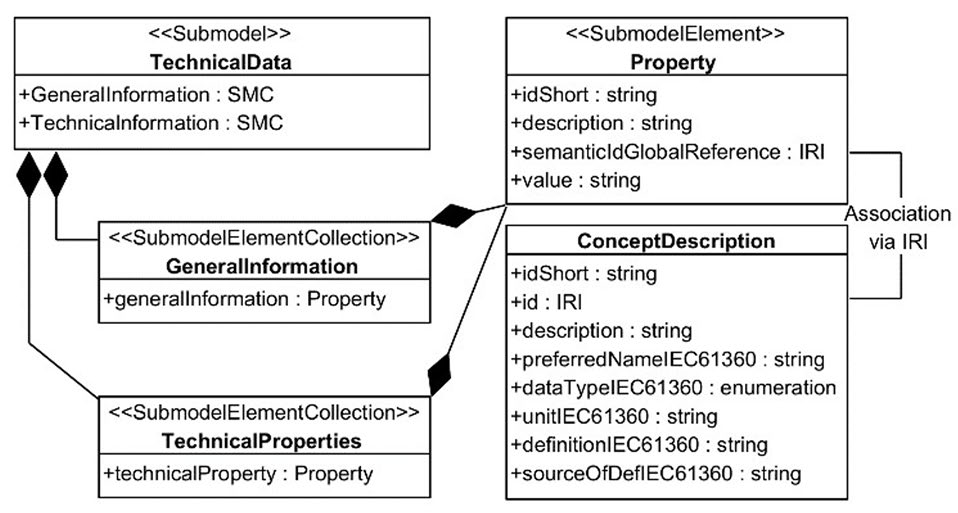 <<Submodel>>
TechnicalData
+GeneralInformation : SMC
+TechnicaInformation : SMC
<<SubmodelElement>>
Property
+idShort : string
+description : string
+semanticIdGlobalReference : IRI
+value : string
Association
via IRI
<<SubmodelElementCollection>>
GeneralInformation
+generalInformation : Property
ConceptDescription
+idShort : string
+id : IRI
+description : string
+preferredNameIEC61360 : string
+dataTypeIEC61360 : enumeration
+unitIEC61360 : string
+definitionIEC61360 : string
+sourceOfDefIEC61360 : string
<<SubmodelElementCollection>>
TechnicalProperties
+technicalProperty : Property